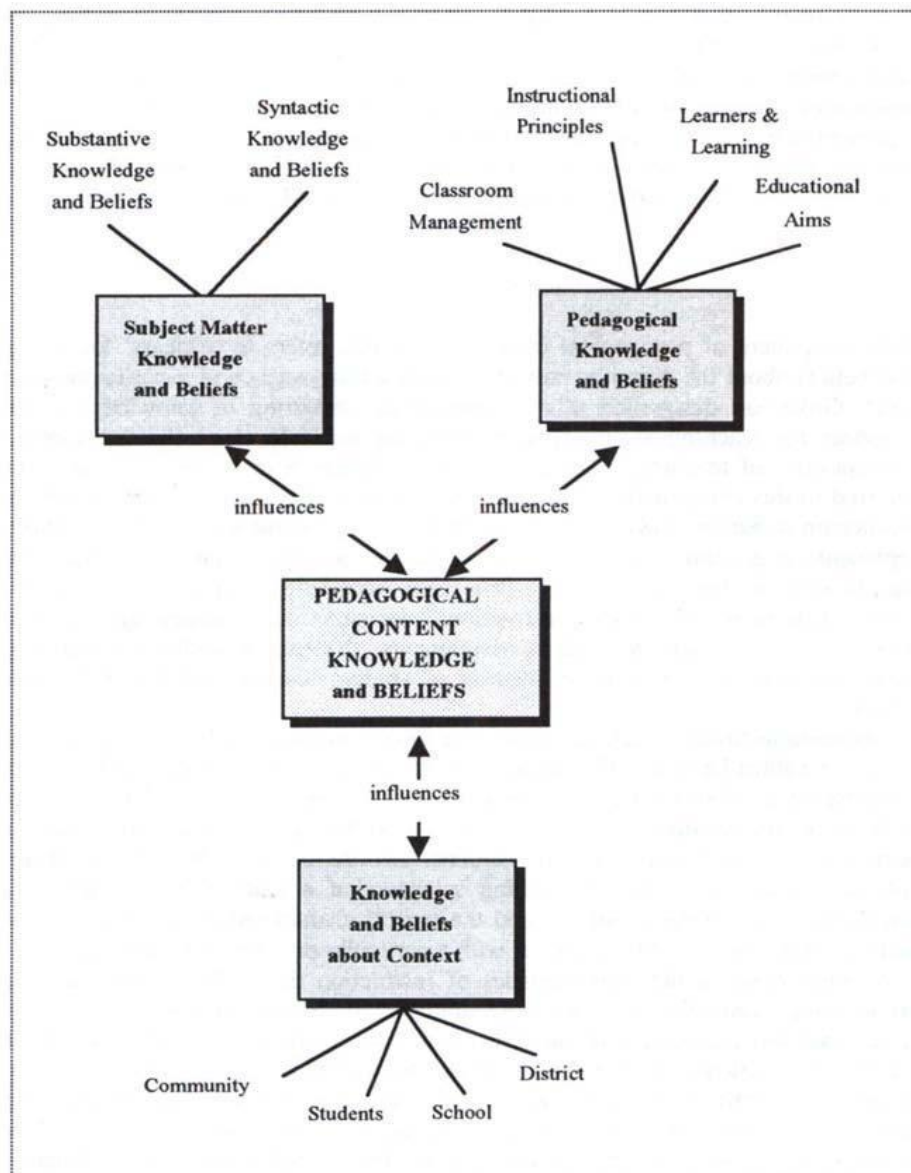 Substantive
Knowledge
and Beliefs
Syntactic
Knowledge
and Beliefs
Classroom
Management
Instructional
Principles
Learners &
Learning
Educational
Aims
Subject Matter
Knowledge
and Beliefs
Pedagogical
Knowledge
and Beliefs
influences
influences
PEDAGOGICAL
CONTENT
KNOWLEDGE
and BELIEFS
influences
Knowledge
and Beliefs
about Context
Community
Students
School
District